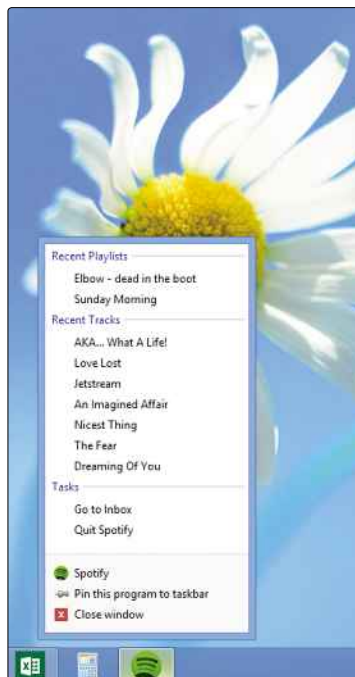 Recent Playlists
Elbow - dead in the boot
Sunday Morning
Recent Tracks
AKA... What A Life!
Love Lost
Jetstream
An Imagined Affair
Nicest Thing
The Fear
Dreaming Of You
Tasks
Go to Inbox
Quit Spotify
Spotify
Pin this program to taskbar
Close window